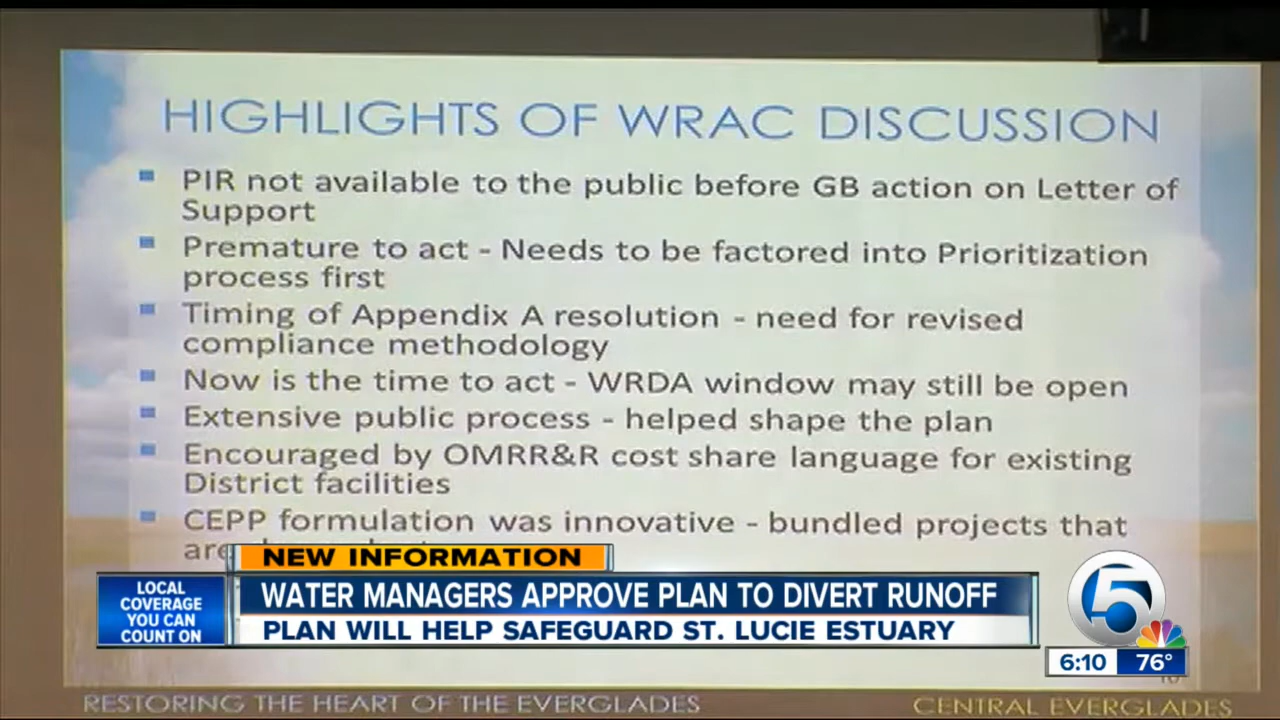 HIGHLIGHTS OF WRAC DISCUSSION
PIR not available to the public before GB action on Letter of
Support
Premature to act - Needs to be factored into Prioritization
process first
Timing of Appendix A resolution - need for revised
compliance methodology
Now is the time to act - WRDA window may still be open
Extensive public process - helped shape the plan
Encouraged by OMRR&R cost share language for existing
District facilities
CEPP formulation was innovative - bundled projects that
are
NEW INFORMATION
LOCAL
COVERAGE
YOU CAN
COUNT ON
WATER MANAGERS APPROVE PLAN TO DIVERT RUNOFF
PLAN WILL HELP SAFEGUARD ST. LUCIE ESTUARY
5
6:10 76°
RESTORING THE HEART OF THE EVERGLADES
CENTRAL EVERGLADES